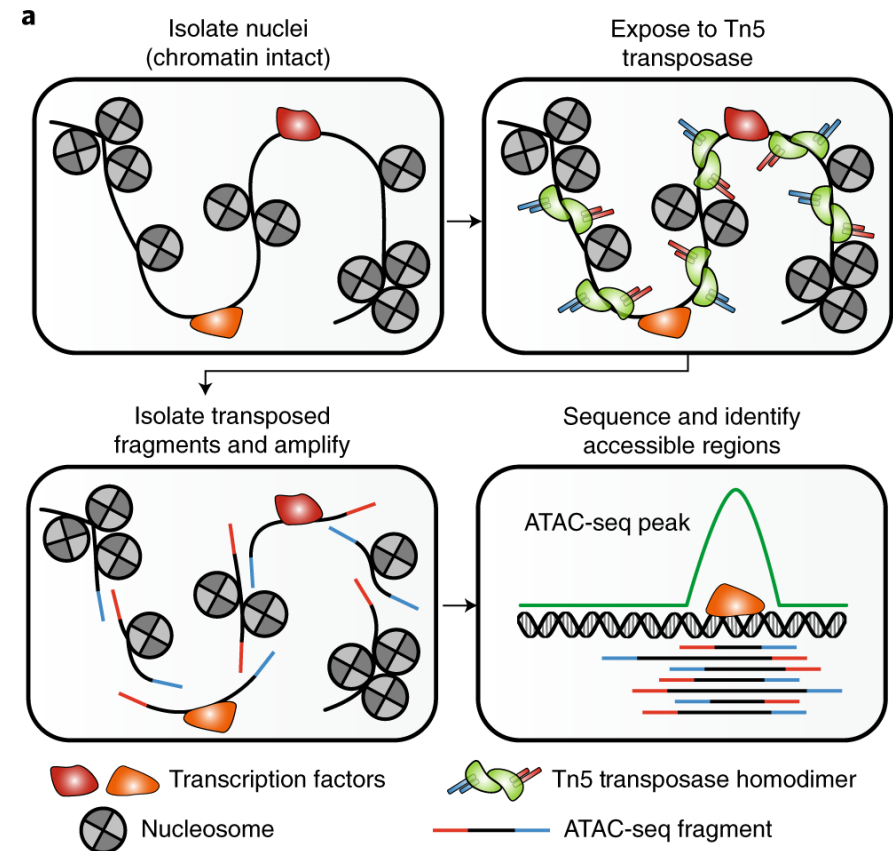 a
Isolate nuclei
(chromatin intact)
Expose to Tn5
transposase
Isolate transposed
fragments and amplify
Sequence and identify
accessible regions
ATAC-seq peak
Transcription factors
Tn5 transposase homodimer
Nucleosome
ATAC-seq fragment